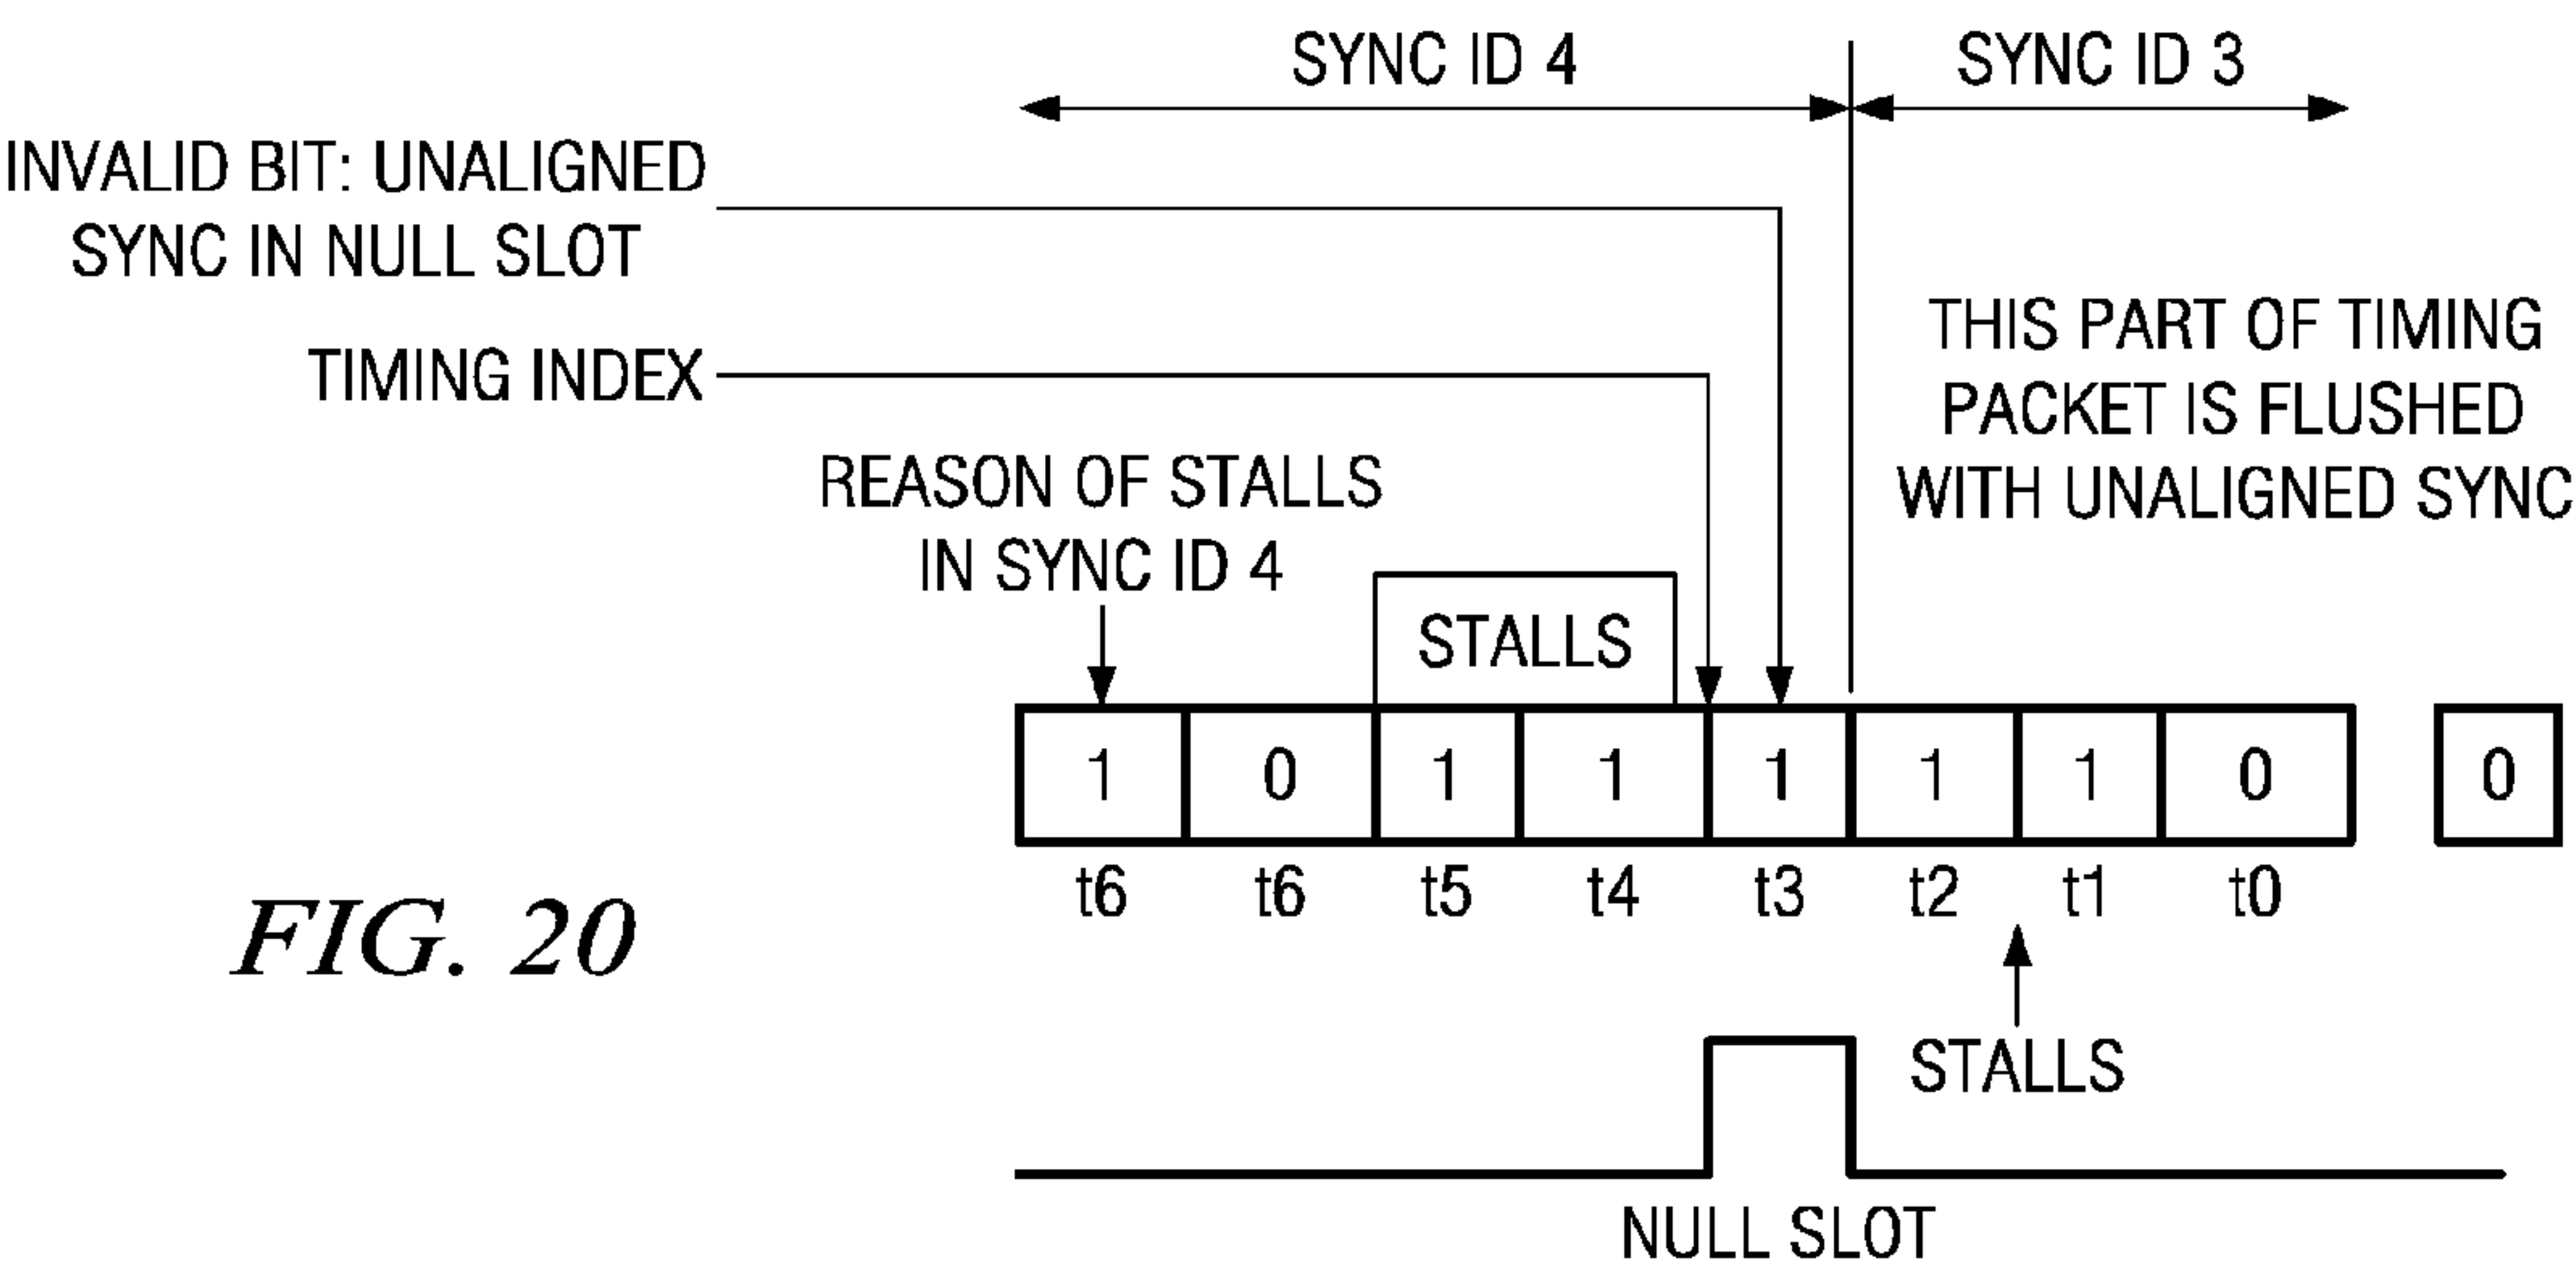 SYNC ID 4 SYNC ID 3
INVALID BIT: UNALIGNED
SYNC IN NULL SLOT
THIS PART OF TIMING
PACKET IS FLUSHED
WITH UNALIGNED SYNC
TIMING INDEX
REASON OF STALLS
IN SYNC ID 4
STALLS
1 0 1 1 1 1 1 0 0
t6 t6 t5 t4 t3 t2 t1 t0
STALLS
NULL SLOT
FIG. 20